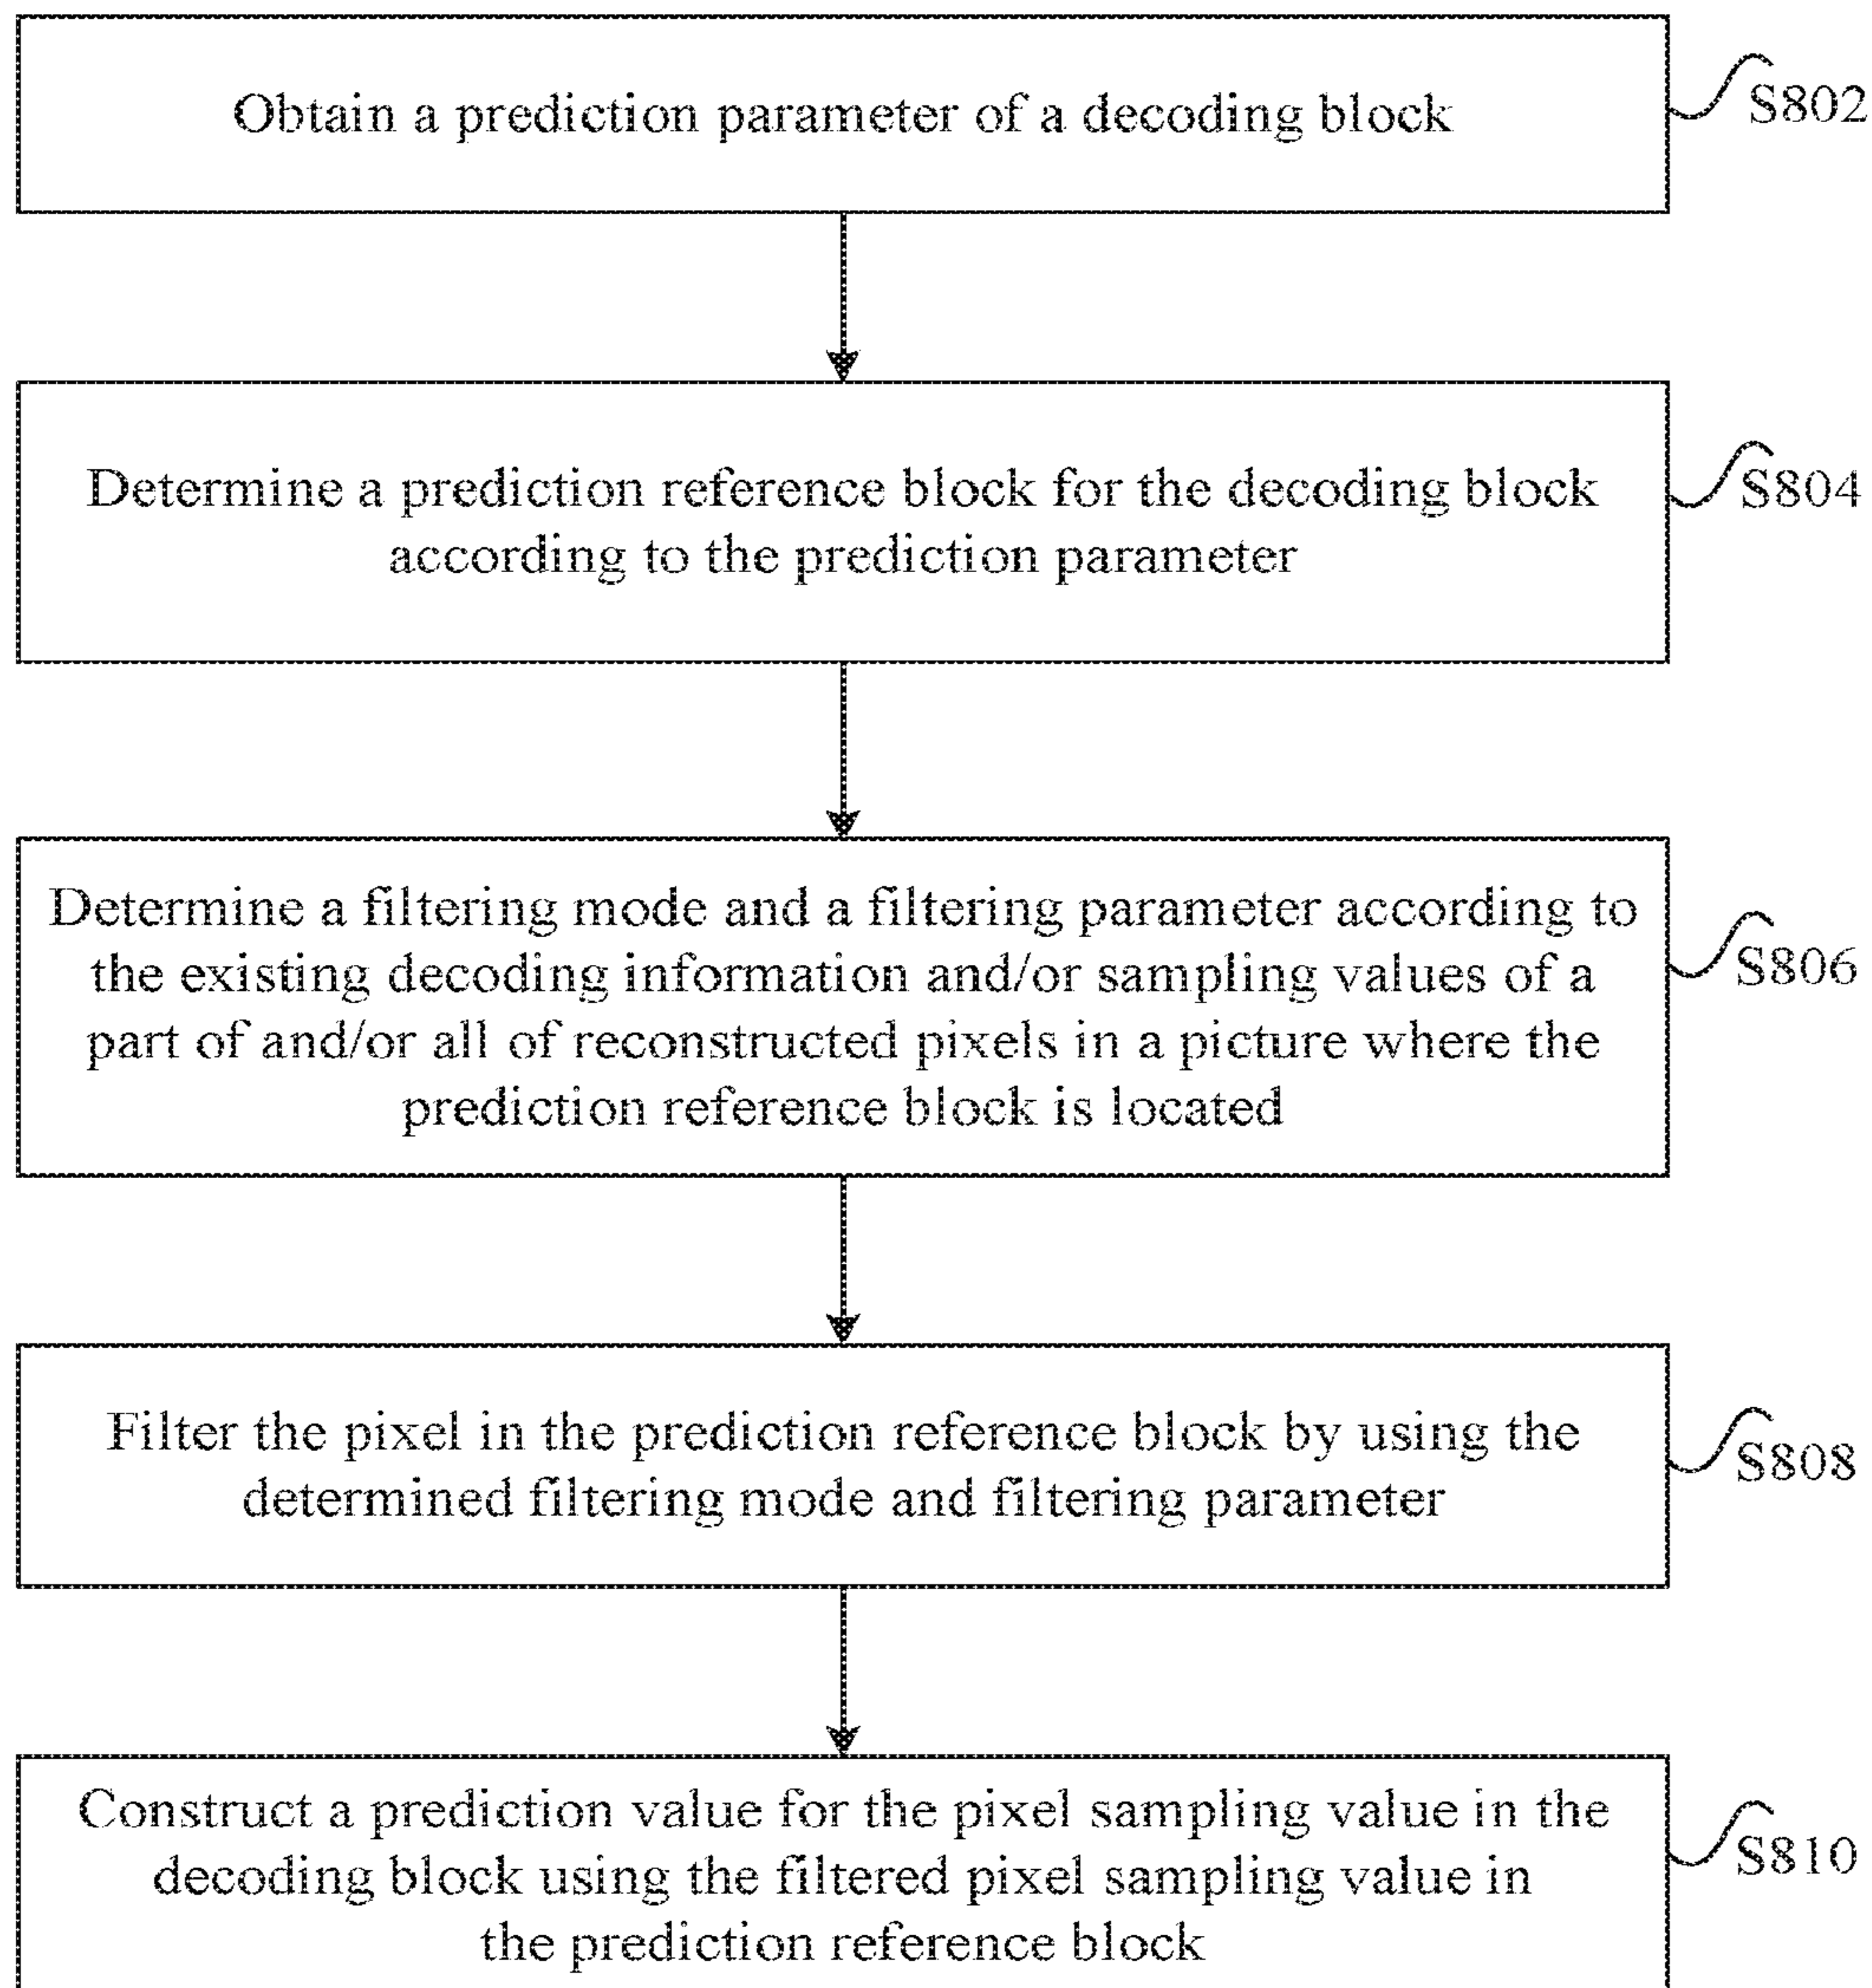 Obtain a prediction parameter of a decoding block
S802
Determine a prediction reference block for the decoding block
according to the prediction parameter
S804
Determine a filtering mode and a filtering parameter according to
the existing decoding information and/or sampling values of a
part of and/or all of reconstructed pixels in a picture where the
prediction reference block is located
S806
Filter the pixel in the prediction reference block by using the
determined filtering mode and filtering parameter
S808
Construct a prediction value for the pixel sampling value in the
decoding block using the filtered pixel sampling value in
the prediction reference block
S810